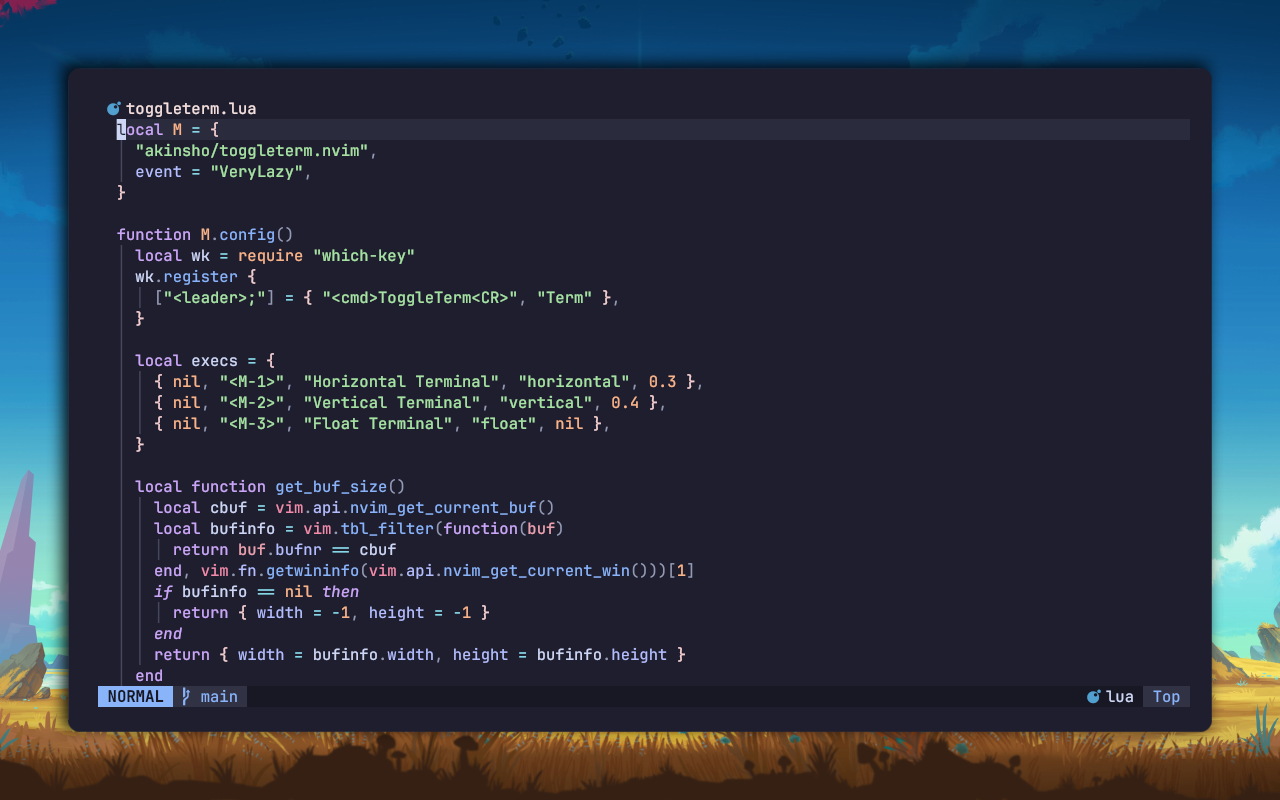 toggleterm.lua
local M = {
  "akinsho/toggleterm.nvim",
  event = "VeryLazy",
}

function M.config()
  local wk = require "which-key"
  wk.register {
    ["<leader>;"] = { "<cmd>ToggleTerm<CR>", "Term" },
  }

  local execs = {
    { nil, "<M-1>", "Horizontal Terminal", "horizontal", 0.3 },
    { nil, "<M-2>", "Vertical Terminal", "vertical", 0.4 },
    { nil, "<M-3>", "Float Terminal", "float", nil },
  }

  local function get_buf_size()
    local cbuf = vim.api.nvim_get_current_buf()
    local bufinfo = vim.tbl_filter(function(buf)
      return buf.bufnr == cbuf
    end, vim.fn.getwininfo(vim.api.nvim_get_current_win()))[1]
    if bufinfo == nil then
      return { width = -1, height = -1 }
    end
    return { width = bufinfo.width, height = bufinfo.height }
  end
NORMAL main lua Top